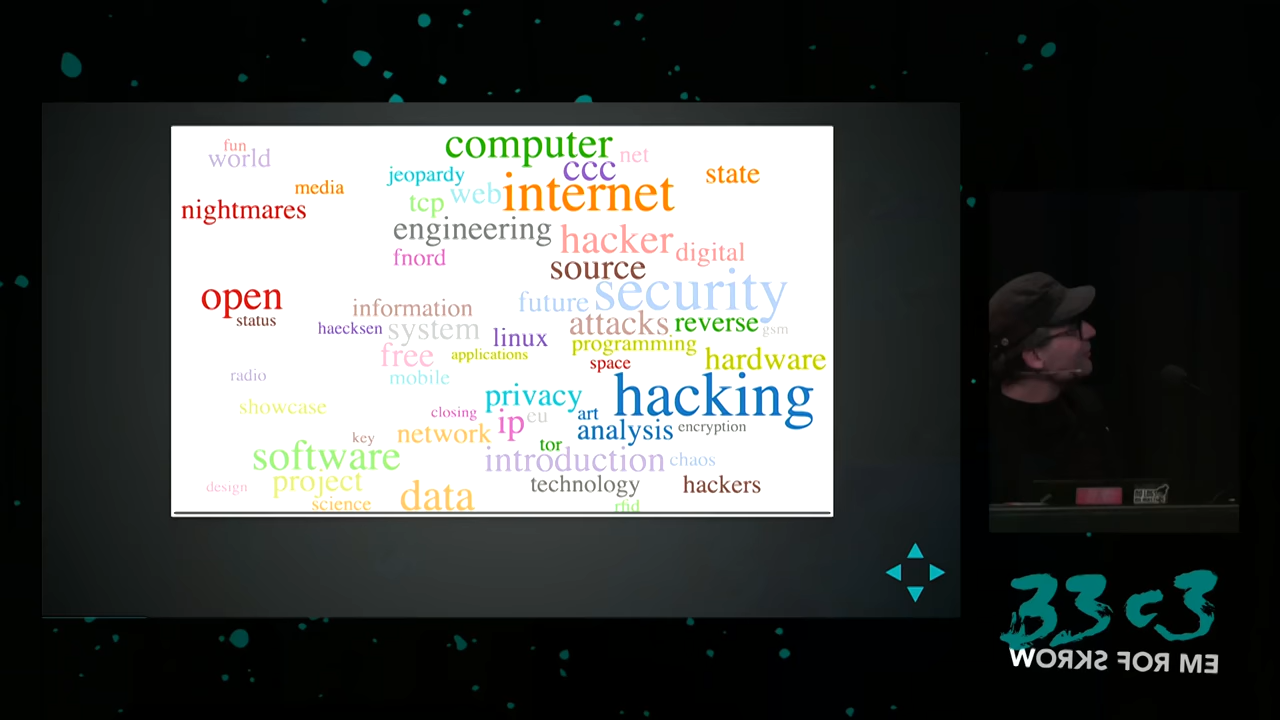 computer
fun
net
world
ccc
jeopardy
state
media
web
internet
tcp
nightmares
engineering
hacker
digital
fnord
source
security
open
future
information
status
attacks
reverse
haecksen
system
gsm
linux
programming
free
applications
hardware
space
radio
mobile
privacy
hacking
showcase
closing
art
eu
ip
encryption
analysis
network
key
tor
software
introduction
chaos
project
technology
hackers
design
data
science
rfid
33c3
WORKS FOR ME